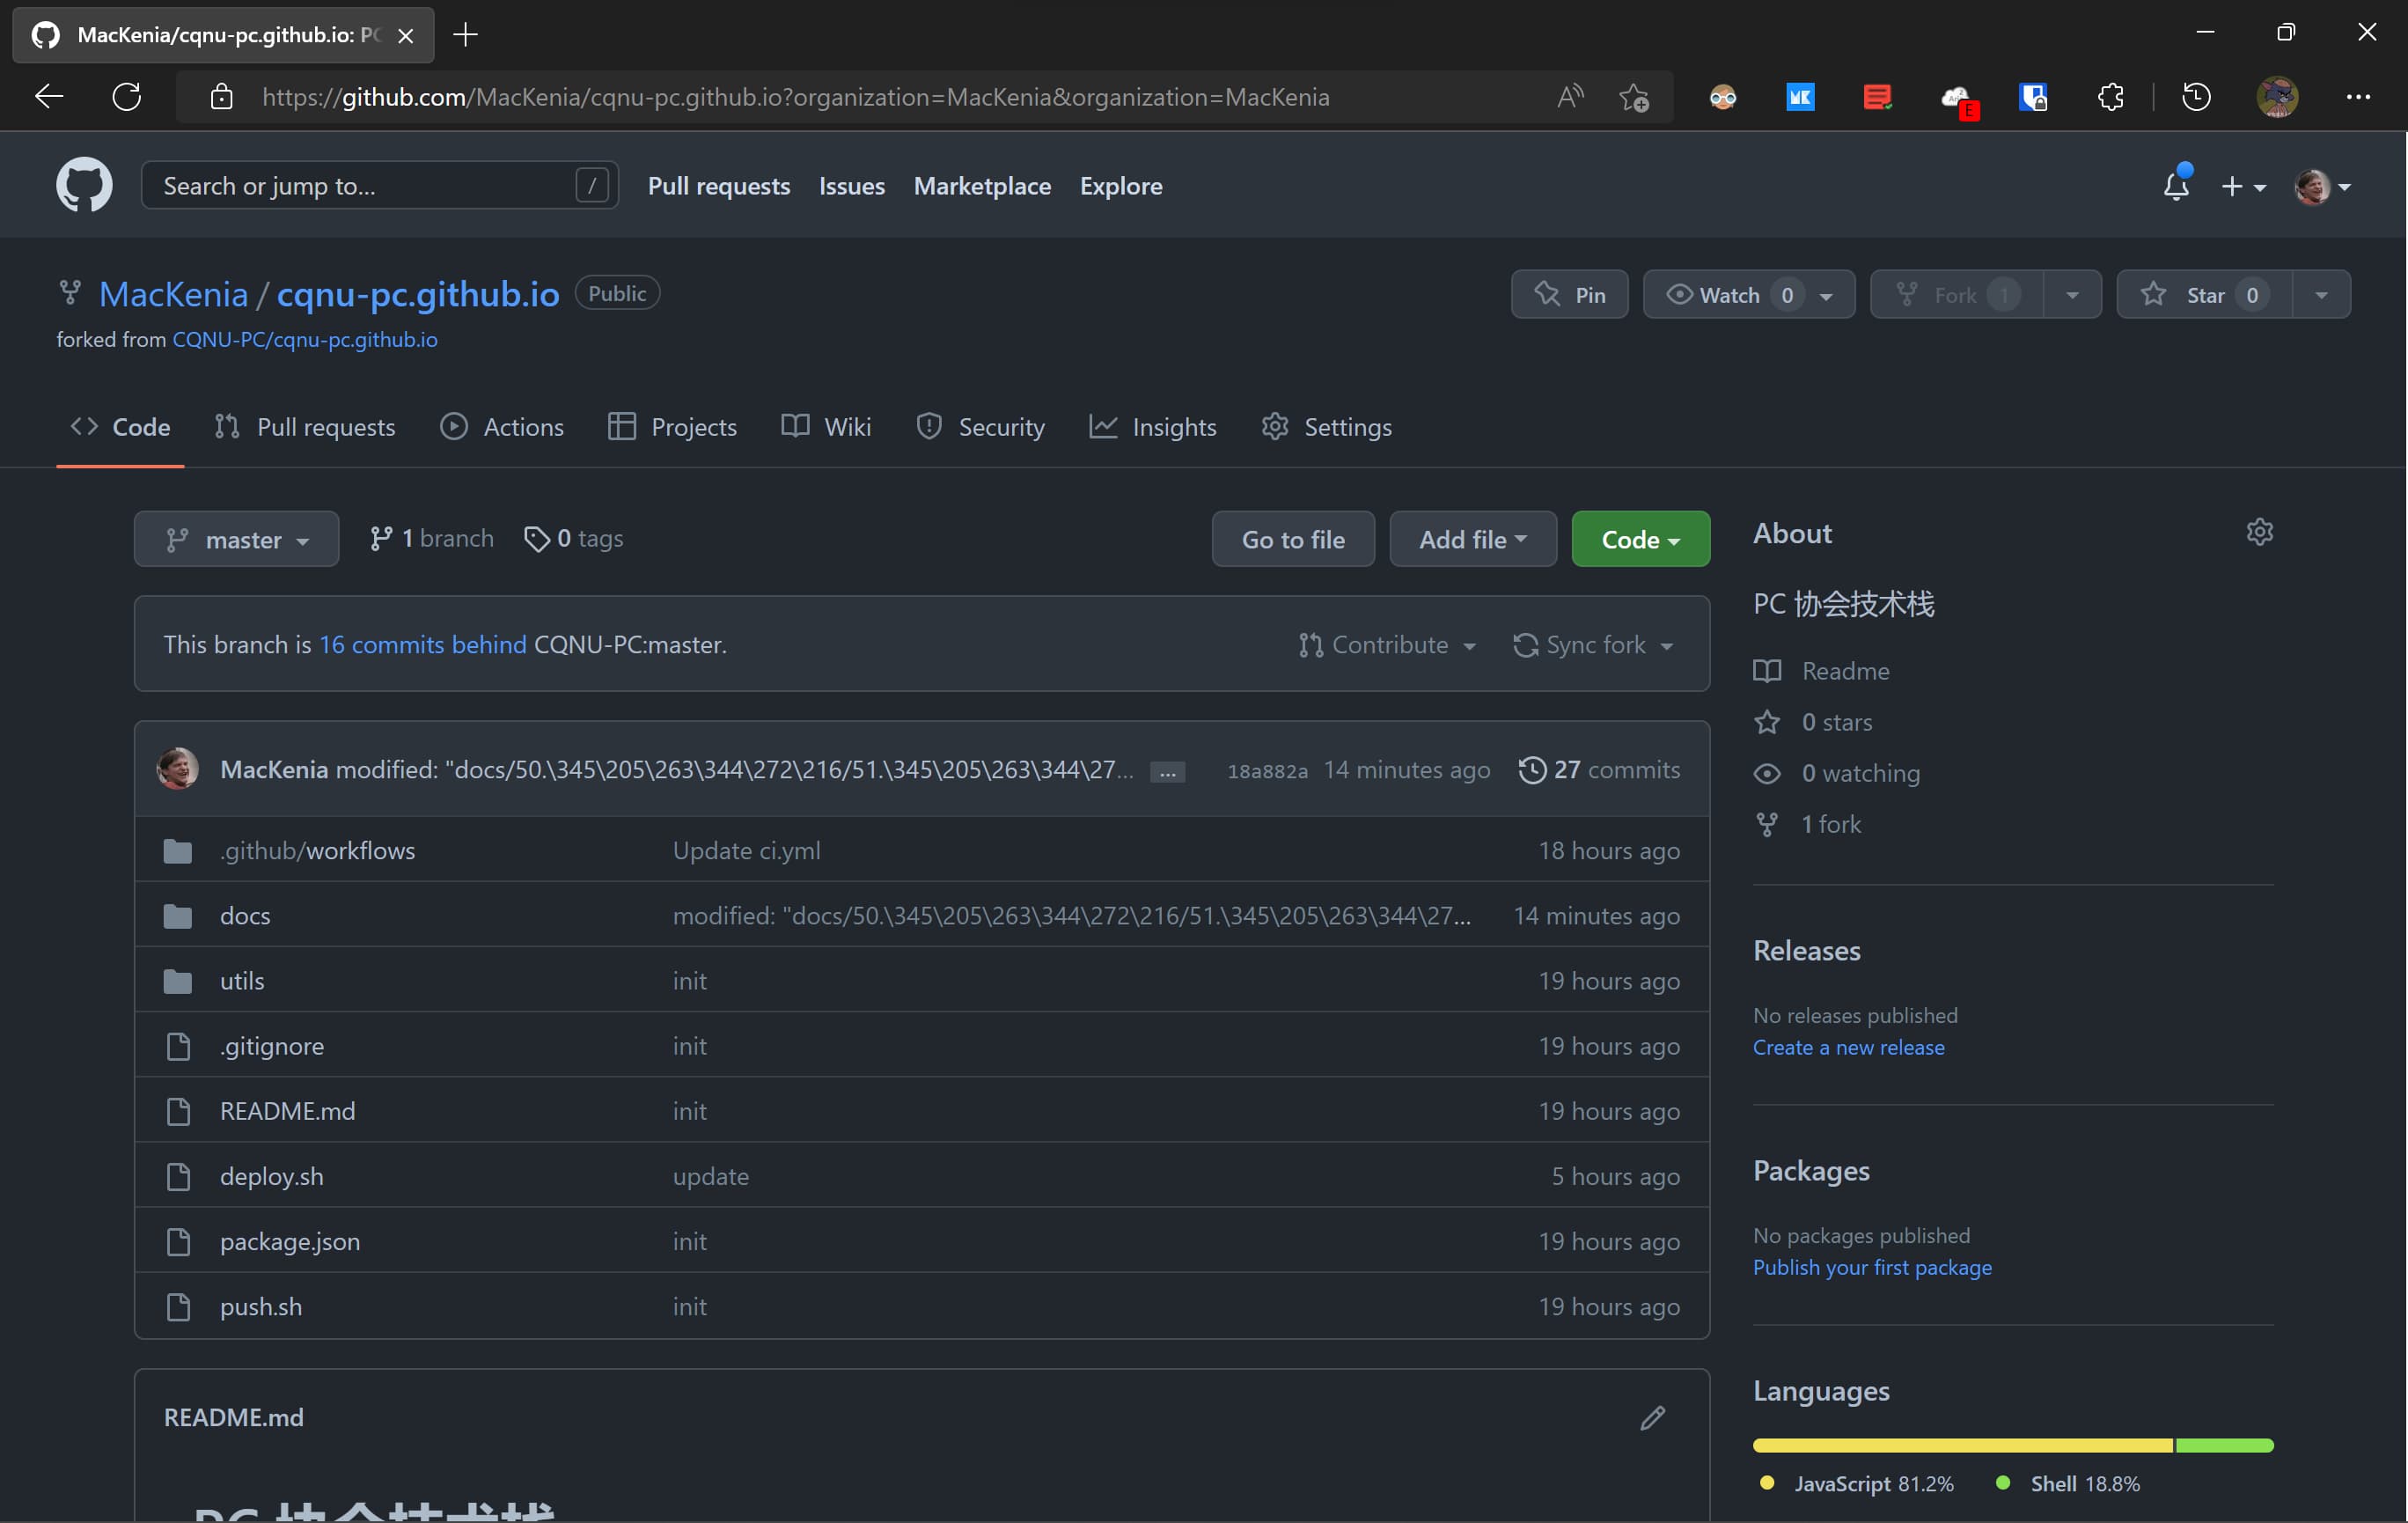 MacKenia/cqnu-pc.github.io: PC
https://github.com/MacKenia/cqnu-pc.github.io?organization=MacKenia&organization=MacKenia
MK
E
Search or jump to...
/
Pull requests
Issues
Marketplace
Explore
MacKenia / cqnu-pc.github.io
Public
Pin
Watch 0
Fork 1
Star 0
forked from CQNU-PC/cqnu-pc.github.io
Code
Pull requests
Actions
Projects
Wiki
Security
Insights
Settings
master
1 branch
0 tags
Go to file
Add file
Code
This branch is 16 commits behind CQNU-PC:master.
Contribute
Sync fork
MacKenia modified: "docs/50.\345\205\263\344\272\216/51.\345\205\263\344\27...
...
18a882a 14 minutes ago
27 commits
.github/workflows
Update ci.yml
18 hours ago
docs
modified: "docs/50.\345\205\263\344\272\216/51.\345\205\263\344\27...
14 minutes ago
utils
init
19 hours ago
.gitignore
init
19 hours ago
README.md
init
19 hours ago
deploy.sh
update
5 hours ago
package.json
init
19 hours ago
push.sh
init
19 hours ago
README.md
PC 协会技术栈
About
PC 协会技术栈
Readme
0 stars
0 watching
1 fork
Releases
No releases published
Create a new release
Packages
No packages published
Publish your first package
Languages
JavaScript 81.2%
Shell 18.8%